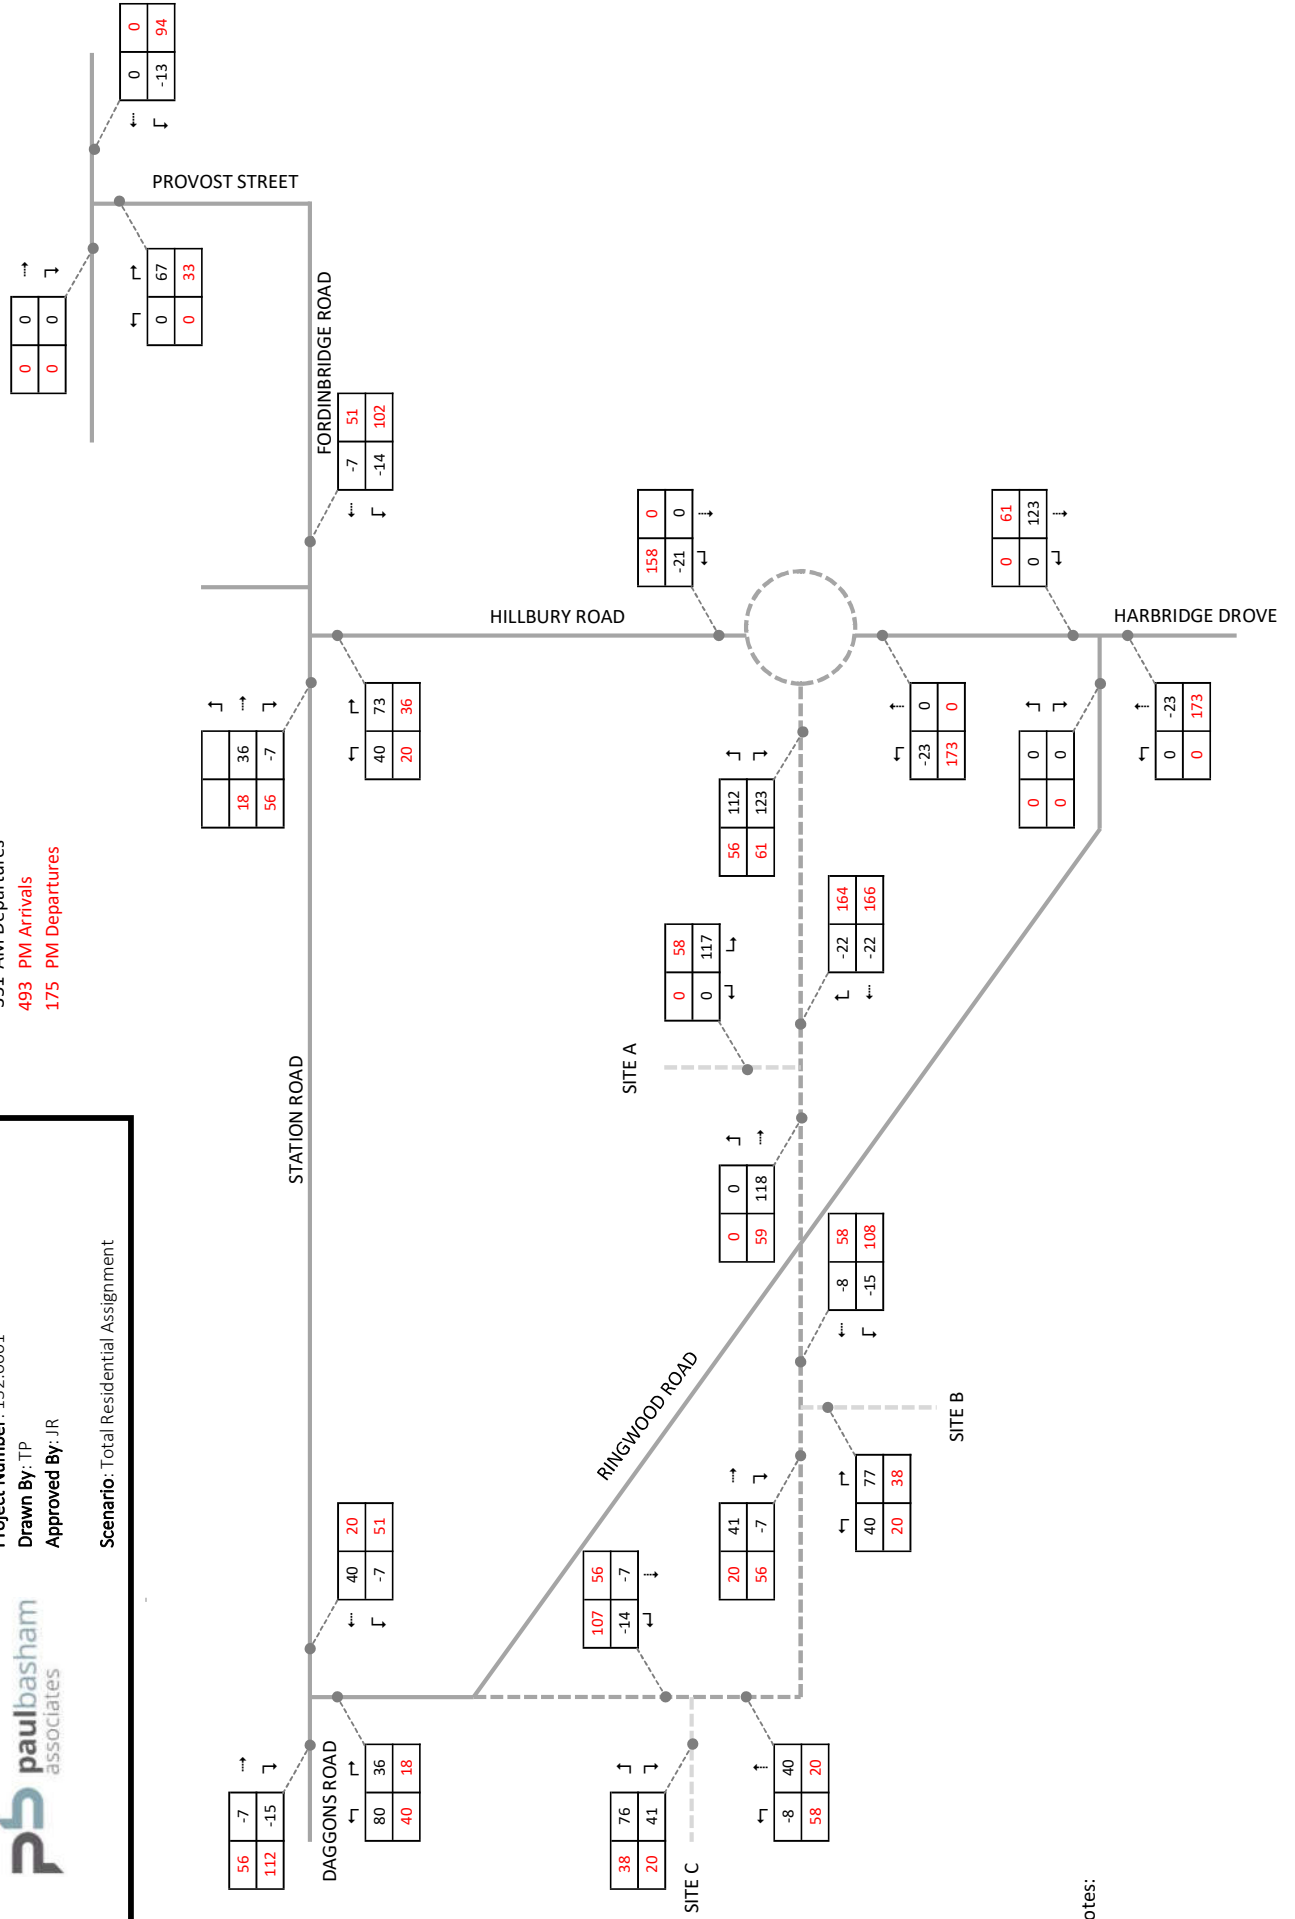 0 94
0 -13
PROVOST STREET
0 0
0 0
0 67
0 33
AM Departures
493 PM Arrivals
175 PM Departures
Project Number:
Drawn By: TP
Approved By: JR
Scenario: Total Residential Assignment
pb paulbasham
associates
FORDINBRIDGE ROAD
-7 51
-14 102
STATION ROAD
18 36
56 -7
40 73
20 36
HILLBURY ROAD
158 0
-21 0
0 61
0 123
HARBRIDGE DROVE
-23 0
173 0
0 -23
0 173
0 0
0 0
56 112
61 123
-22 164
-22 166
0 58
0 117
SITE A
0 0
59 118
-8 58
-15 108
RINGWOOD ROAD
SITE B
40 77
20 38
20 41
56 -7
40 20
-7 51
107 56
-14 -7
56 -7
112 -15
DAGGONS ROAD
80 36
40 18
38 76
20 41
SITE C
-8 40
58 20
otes: